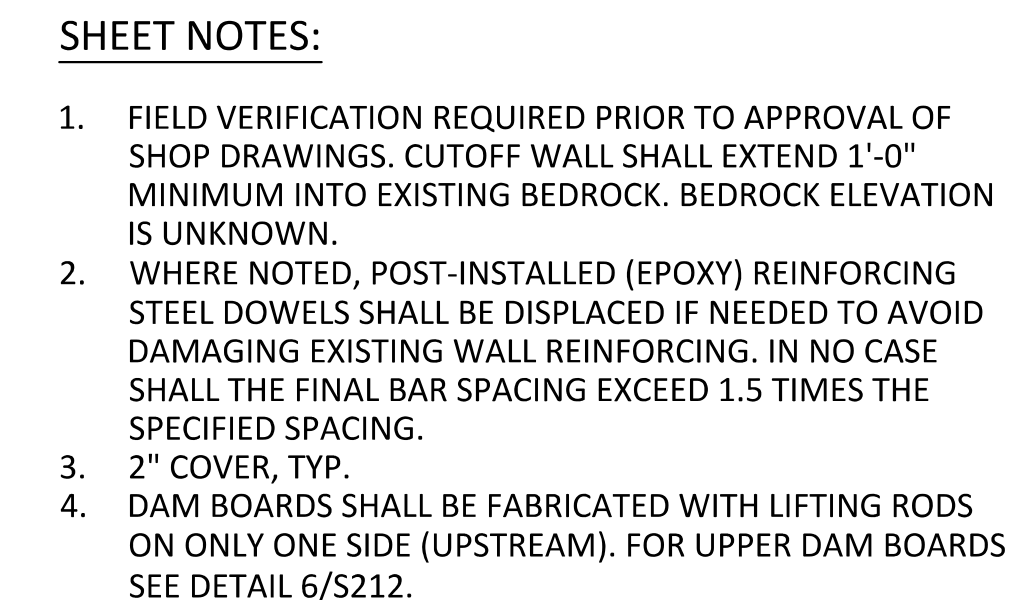 SHEET NOTES:
1. FIELD VERIFICATION REQUIRED PRIOR TO APPROVAL OF
SHOP DRAWINGS. CUTOFF WALL SHALL EXTEND 1'-0"
MINIMUM INTO EXISTING BEDROCK. BEDROCK ELEVATION
IS UNKNOWN.
2. WHERE NOTED, POST-INSTALLED (EPOXY) REINFORCING
STEEL DOWELS SHALL BE DISPLACED IF NEEDED TO AVOID
DAMAGING EXISTING WALL REINFORCING. IN NO CASE
SHALL THE FINAL BAR SPACING EXCEED 1.5 TIMES THE
SPECIFIED SPACING.
3. 2" COVER, TYP.
4. DAM BOARDS SHALL BE FABRICATED WITH LIFTING RODS
ON ONLY ONE SIDE (UPSTREAM). FOR UPPER DAM BOARDS
SEE DETAIL 6/S212.